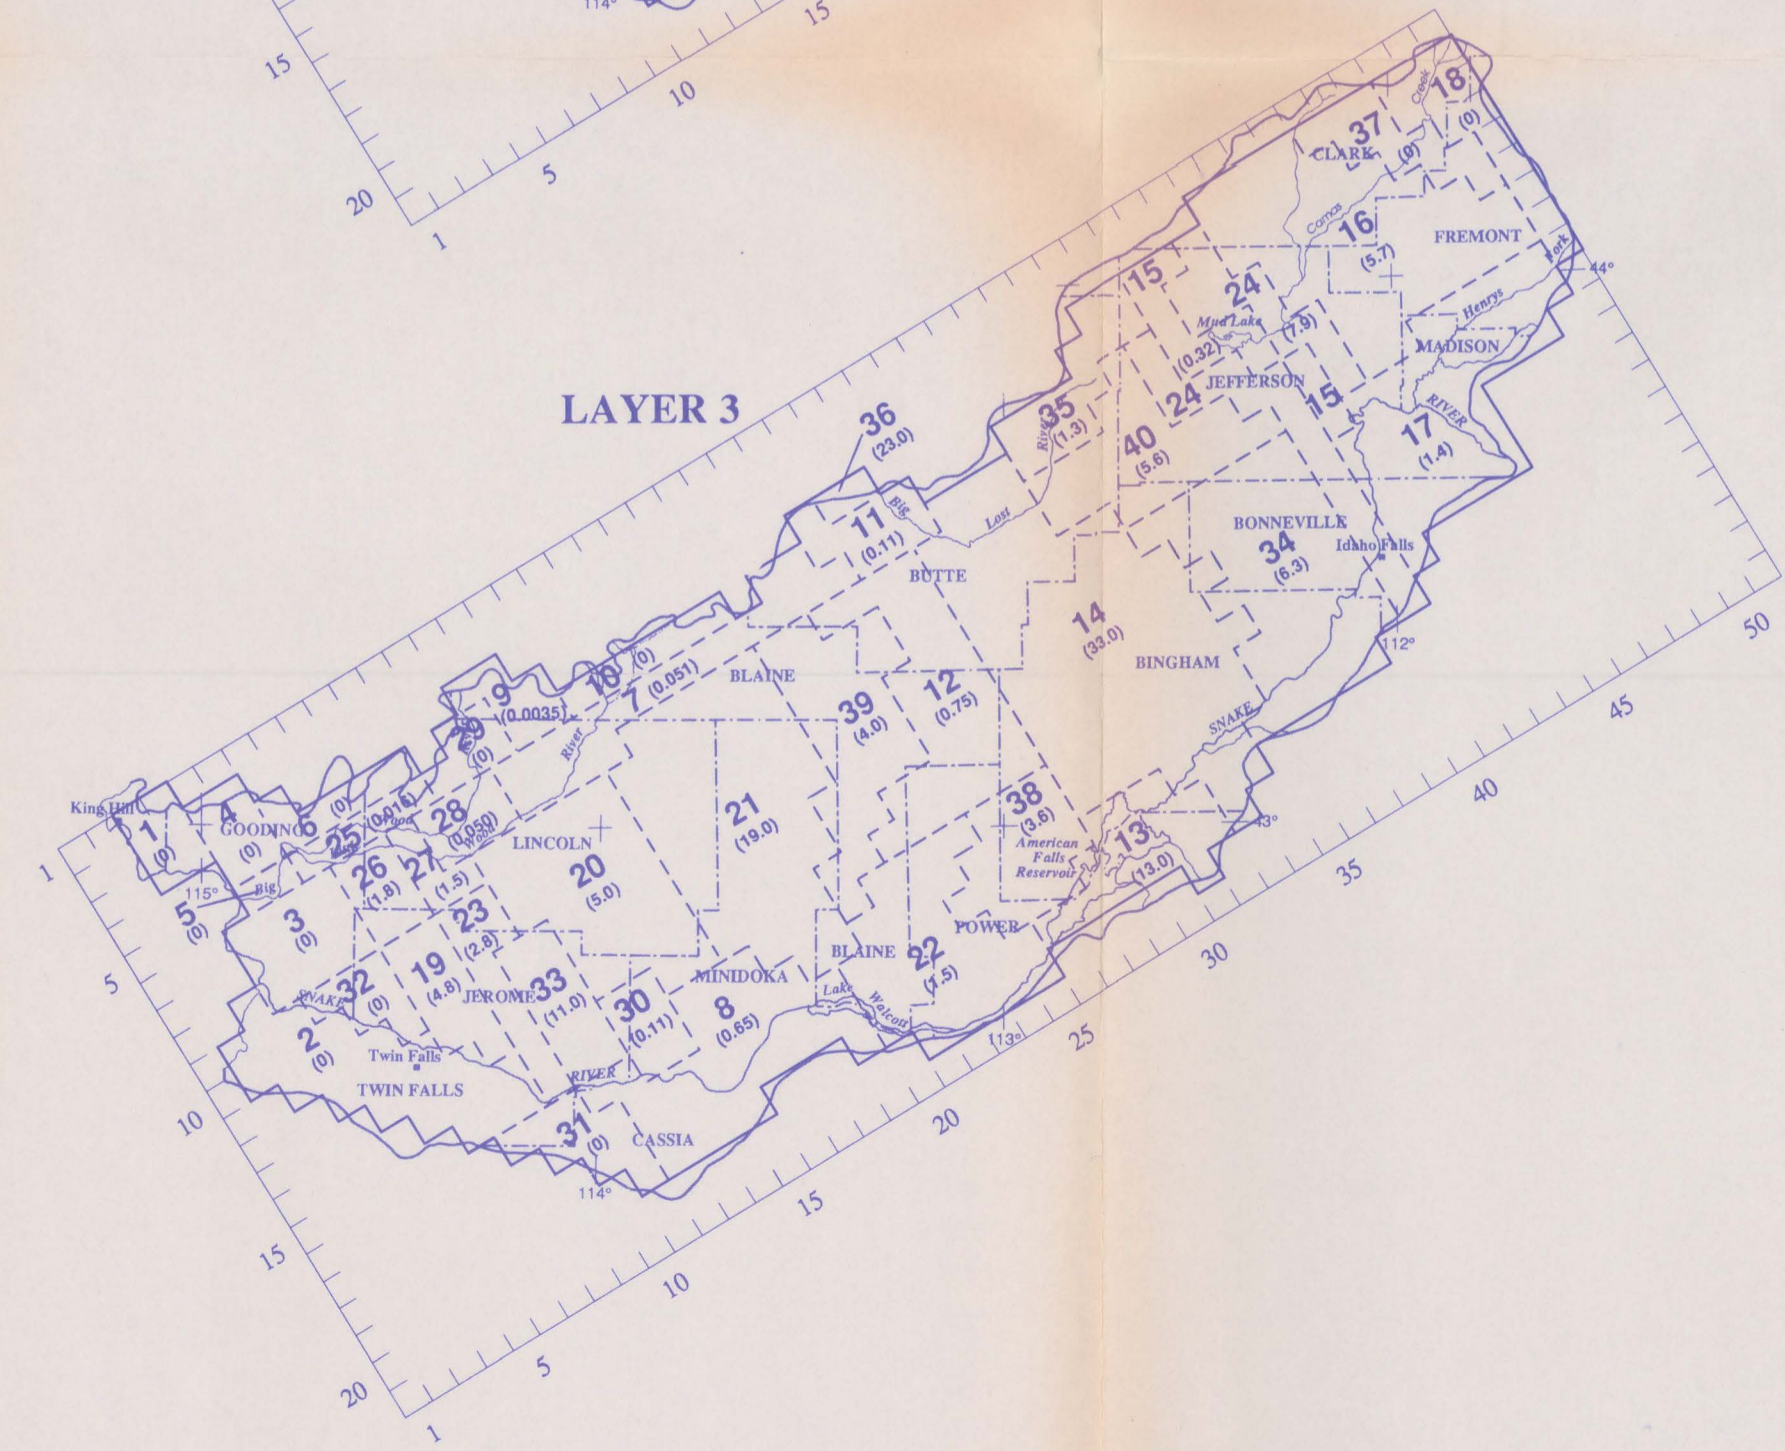 114°
15
15
10
5
20
1
LAYER 3
18
(0)
Creek
37
CLARK
(0)
Camas
16
(5.7)
FREMONT
Fork
44°
Henrys
MADISON
15
24
Mud Lake
(7.9)
(0.32)
JEFFERSON
24
15
RIVER
17
(1.4)
35
(1.3)
River
40
(5.6)
36
(23.0)
Big
Lost
11
(0.11)
BUTTE
BONNEVILLE
Idaho Falls
34
(6.3)
14
(33.0)
BINGHAM
112°
50
45
40
35
30
25
20
15
10
5
1
SNAKE
BLAINE
10
(0)
7
(0.051)
9
(0.0035)
29
(0)
River
39
(4.0)
12
(0.75)
21
(19.0)
38
(3.6)
American
Falls
Reservoir
13
(13.0)
43°
King Hill
1
(0)
4
(0)
GOODING
6
(0)
25
(0.016)
Wood
28
(0.050)
Wood
LINCOLN
20
(5.0)
115°
Big
5
(0)
3
(0)
26
(1.8)
27
(1.5)
23
(2.8)
19
(4.8)
32
(0)
SNAKE
JEROME
33
(11.0)
30
(0.11)
MINIDOKA
8
(0.65)
BLAINE
22
(1.5)
POWER
Lake
Walcott
113°
2
(0)
Twin Falls
TWIN FALLS
RIVER
31
(0)
CASSIA
114°
1
5
10
15
20